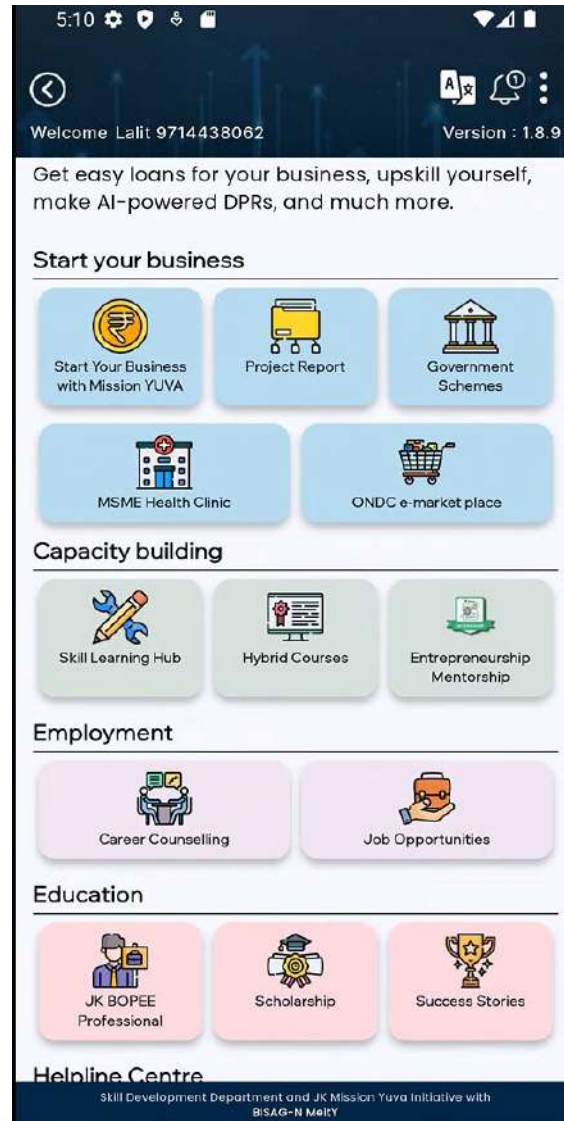 5:10
A
1
Welcome Lalit 9714438062
Version : 1.8.9
Get easy loans for your business, upskill yourself,
make AI-powered DPRs, and much more.
Start your business
Start Your Business
with Mission YUVA
Project Report
Government
Schemes
MSME Health Clinic
ONDC e-market place
Capacity building
Skill Learning Hub
Hybrid Courses
Entrepreneurship
Mentorship
Employment
Career Counselling
Job Opportunities
Education
JK BOPEE
Professional
Scholarship
Success Stories
Helpline Centre
Skill Development Department and JK Mission Yuva Initiative with
BISAG-N MeitY